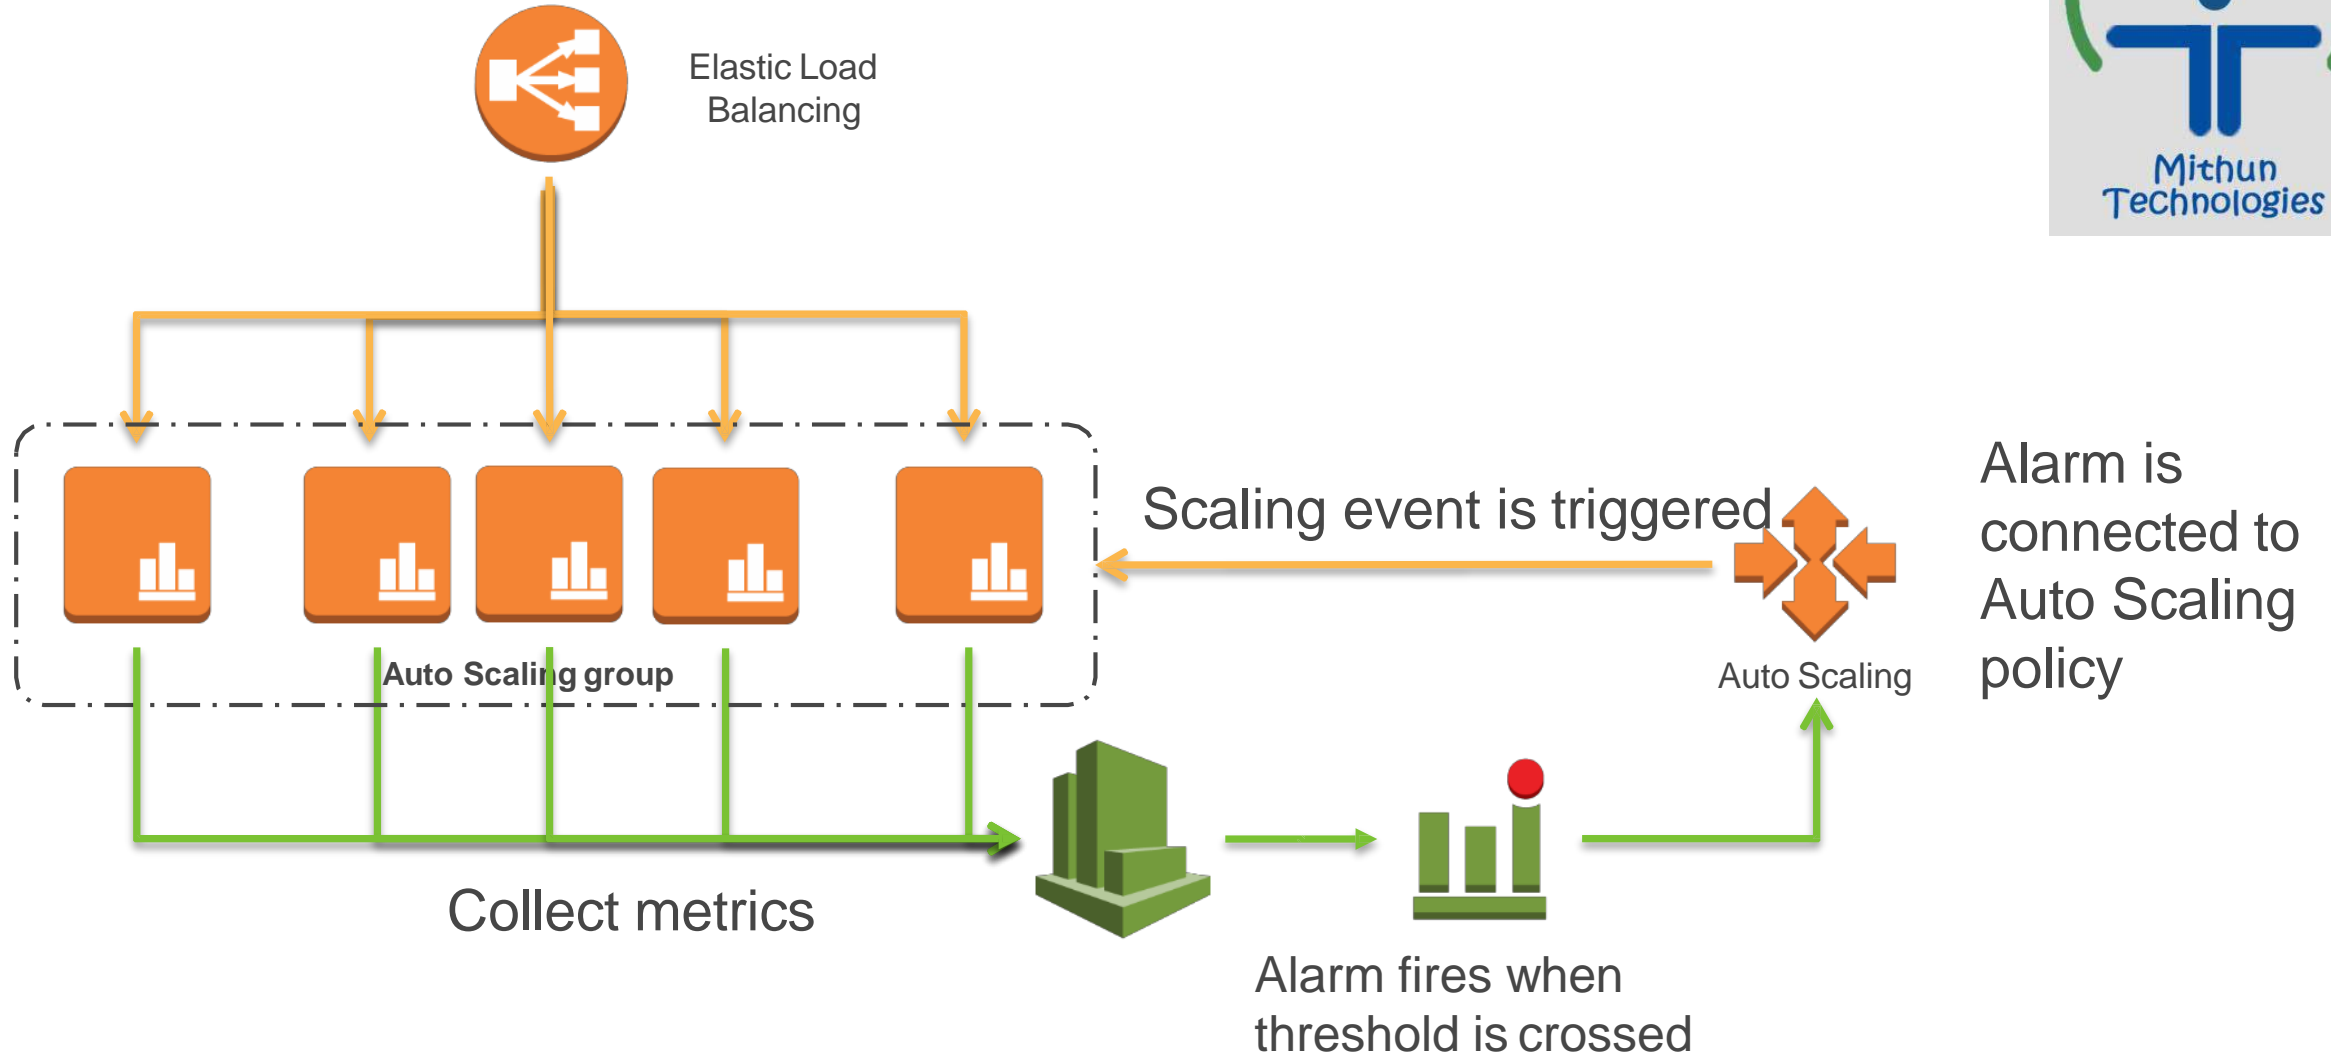 Elastic Load
Balancing
Mithun
Technologies
Scaling event is triggered
Alarm is
connected to
Auto Scaling
policy
Auto Scaling group
Auto Scaling
Collect metrics
Alarm fires when
threshold is crossed